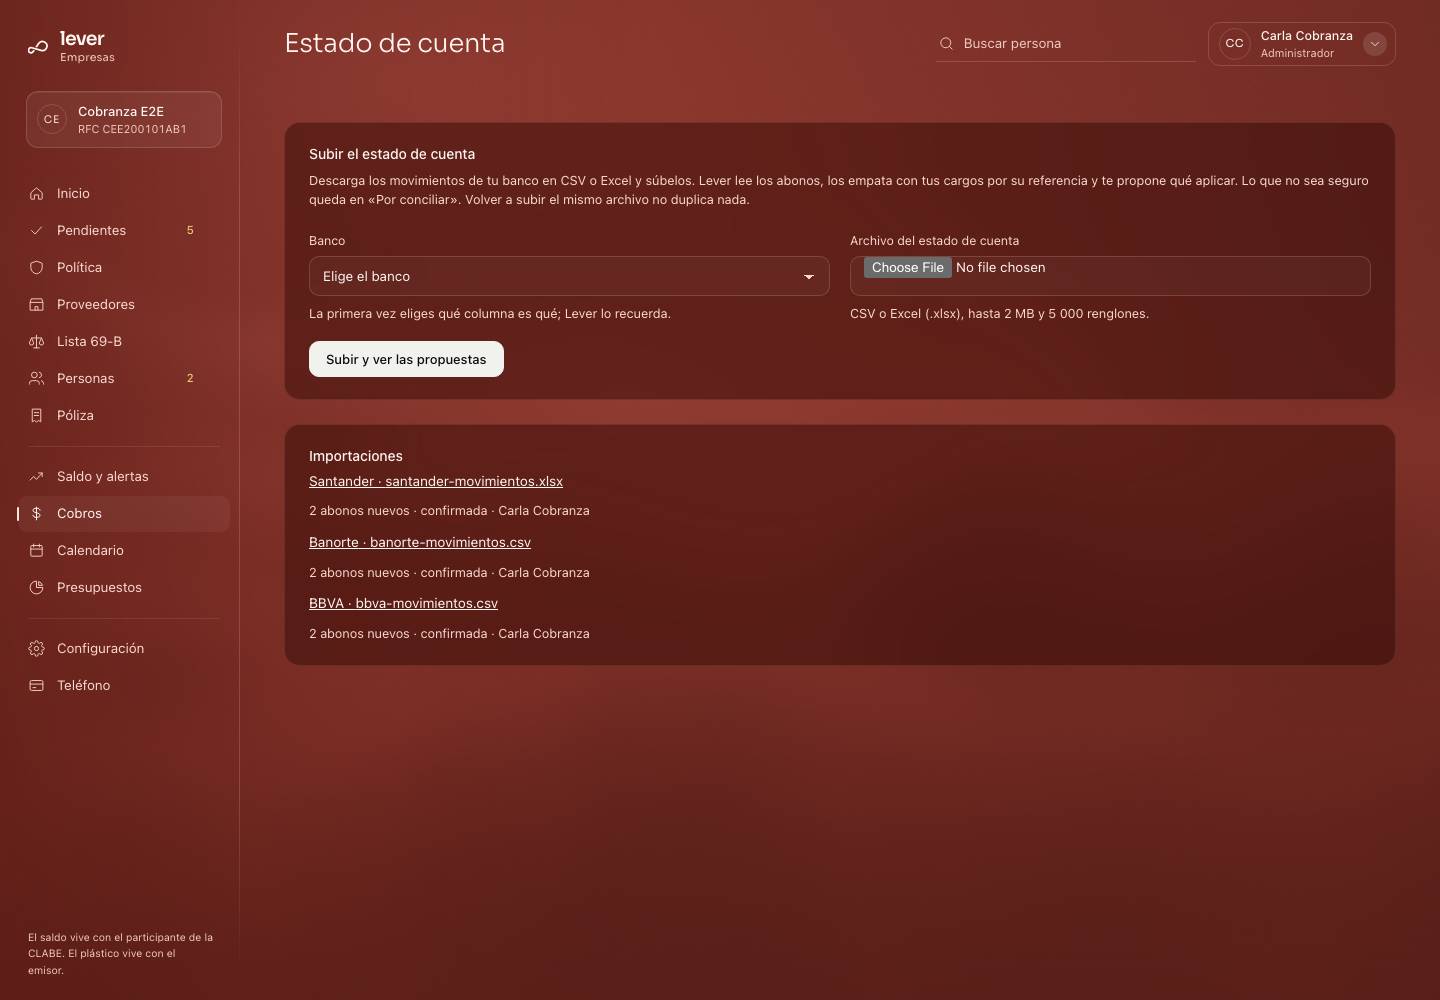 lever
Empresas
Estado de cuenta
Buscar persona
CC
Carla Cobranza
Administrador
CE
Cobranza E2E
RFC CEE200101AB1
Inicio
Pendientes 5
Política
Proveedores
Lista 69-B
Personas 2
Póliza
Saldo y alertas
Cobros
Calendario
Presupuestos
Configuración
Teléfono
El saldo vive con el participante de la
CLABE. El plástico vive con el
emisor.
Subir el estado de cuenta
Descarga los movimientos de tu banco en CSV o Excel y súbelos. Lever lee los abonos, los empata con tus cargos por su referencia y te propone qué aplicar. Lo que no sea seguro
queda en «Por conciliar». Volver a subir el mismo archivo no duplica nada.
Banco
Elige el banco
La primera vez eliges qué columna es qué; Lever lo recuerda.
Archivo del estado de cuenta
Choose File No file chosen
CSV o Excel (.xlsx), hasta 2 MB y 5 000 renglones.
Subir y ver las propuestas
Importaciones
Santander · santander-movimientos.xlsx
2 abonos nuevos · confirmada · Carla Cobranza
Banorte · banorte-movimientos.csv
2 abonos nuevos · confirmada · Carla Cobranza
BBVA · bbva-movimientos.csv
2 abonos nuevos · confirmada · Carla Cobranza